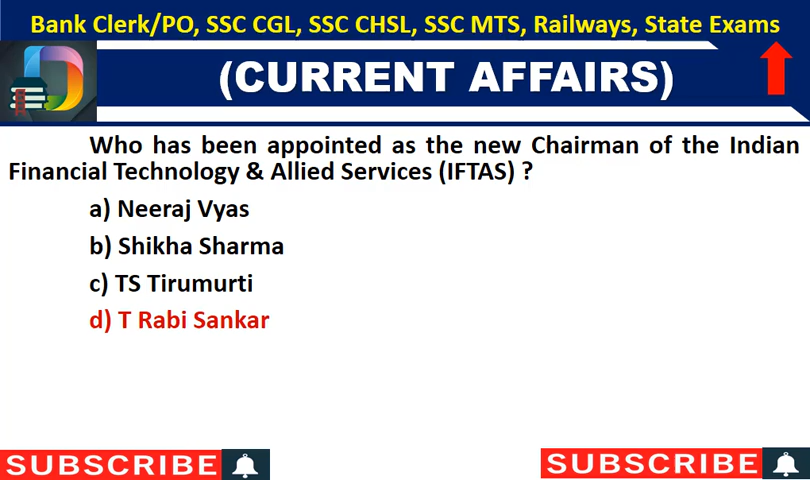 Bank Clerk/PO, SSC CGL, SSC CHSL, SSC MTS, Railways, State Exams
(CURRENT AFFAIRS)
Who has been appointed as the new Chairman of the Indian
Financial Technology & Allied Services (IFTAS) ?
a) Neeraj Vyas
b) Shikha Sharma
c) TS Tirumurti
d) T Rabi Sankar
SUBSCRIBE
SUBSCRIBE